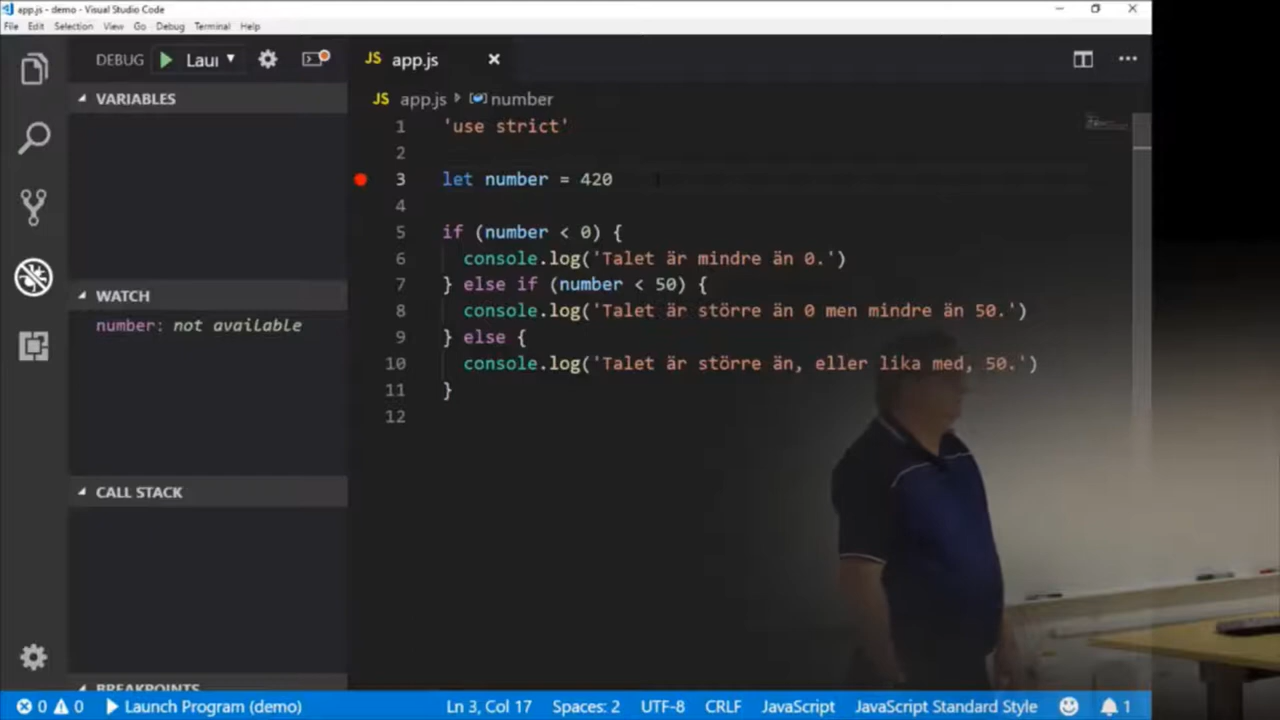 app.js - demo - Visual Studio Code
File Edit Selection View Go Debug Terminal Help
DEBUG Laui
JS app.js
VARIABLES
JS app.js number
1 'use strict'
2
3 let number = 420
4
5 if (number < 0) {
6 console.log('Talet är mindre än 0.')
7 } else if (number < 50) {
8 console.log('Talet är större än 0 men mindre än 50.')
9 } else {
10 console.log('Talet är större än, eller lika med, 50.')
11 }
12
WATCH
number: not available
CALL STACK
BREAKPOINTS
0 0 Launch Program (demo) Ln 3, Col 17 Spaces: 2 UTF-8 CRLF JavaScript JavaScript Standard Style 1